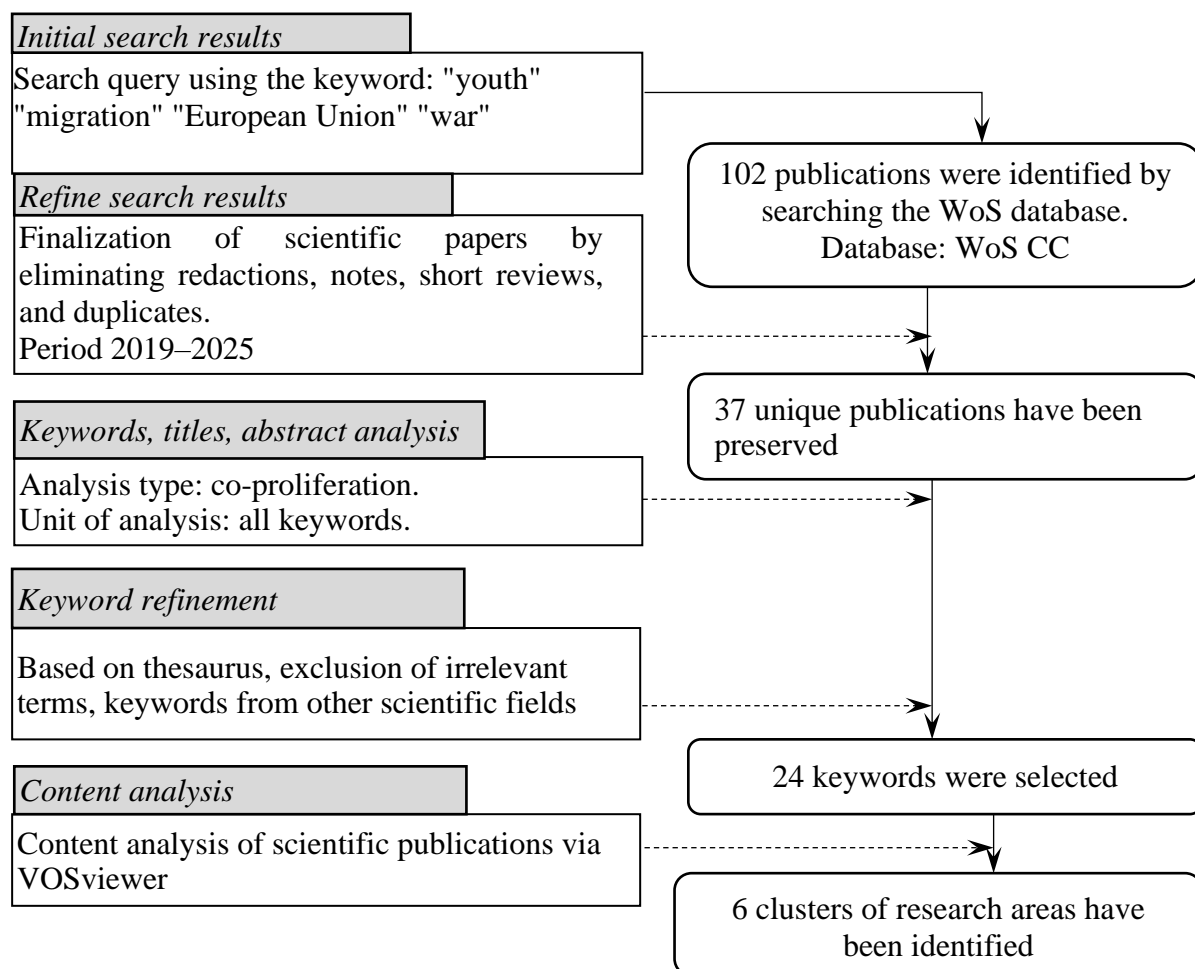 Initial search results
Search query using the keyword: "youth"
"migration" "European Union" "war"
102 publications were identified by
searching the WoS database.
Database: WoS CC
Refine search results
Finalization of scientific papers by
eliminating redactions, notes, short reviews,
and duplicates.
Period 2019–2025
37 unique publications have been
preserved
Keywords, titles, abstract analysis
Analysis type: co-proliferation.
Unit of analysis: all keywords.
Keyword refinement
Based on thesaurus, exclusion of irrelevant
terms, keywords from other scientific fields
24 keywords were selected
Content analysis
Content analysis of scientific publications via
VOSviewer
6 clusters of research areas have
been identified